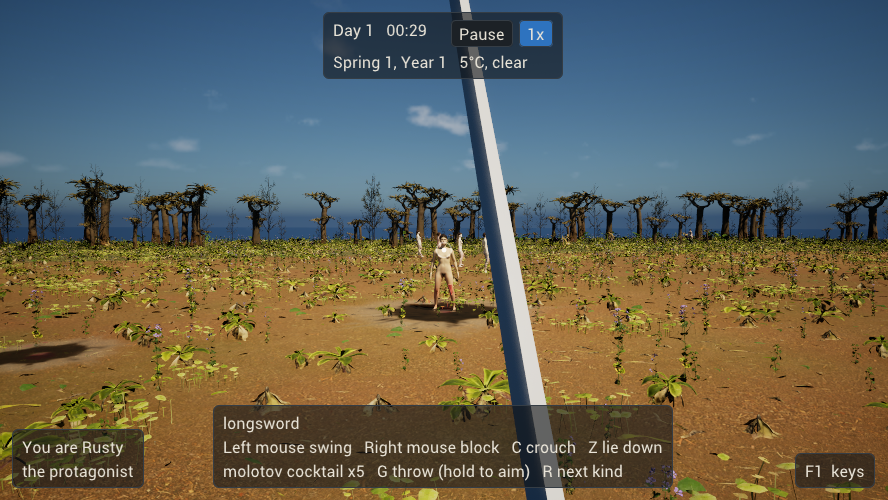 Day 1 00:29 Pause 1x
Spring 1, Year 1 5°C, clear
longsword
Left mouse swing Right mouse block C crouch Z lie down
molotov cocktail x5 G throw (hold to aim) R next kind
You are Rusty
the protagonist
F1 keys